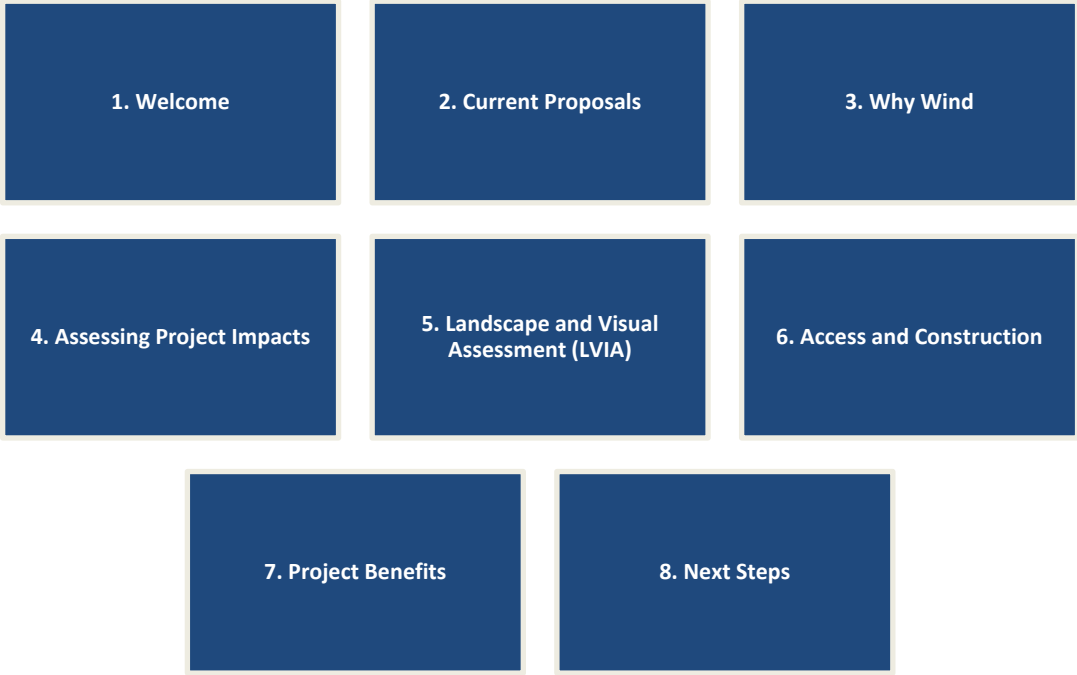 1. Welcome
2. Current Proposals
3. Why Wind
4. Assessing Project Impacts
5. Landscape and Visual
Assessment (LVIA)
6. Access and Construction
7. Project Benefits
8. Next Steps